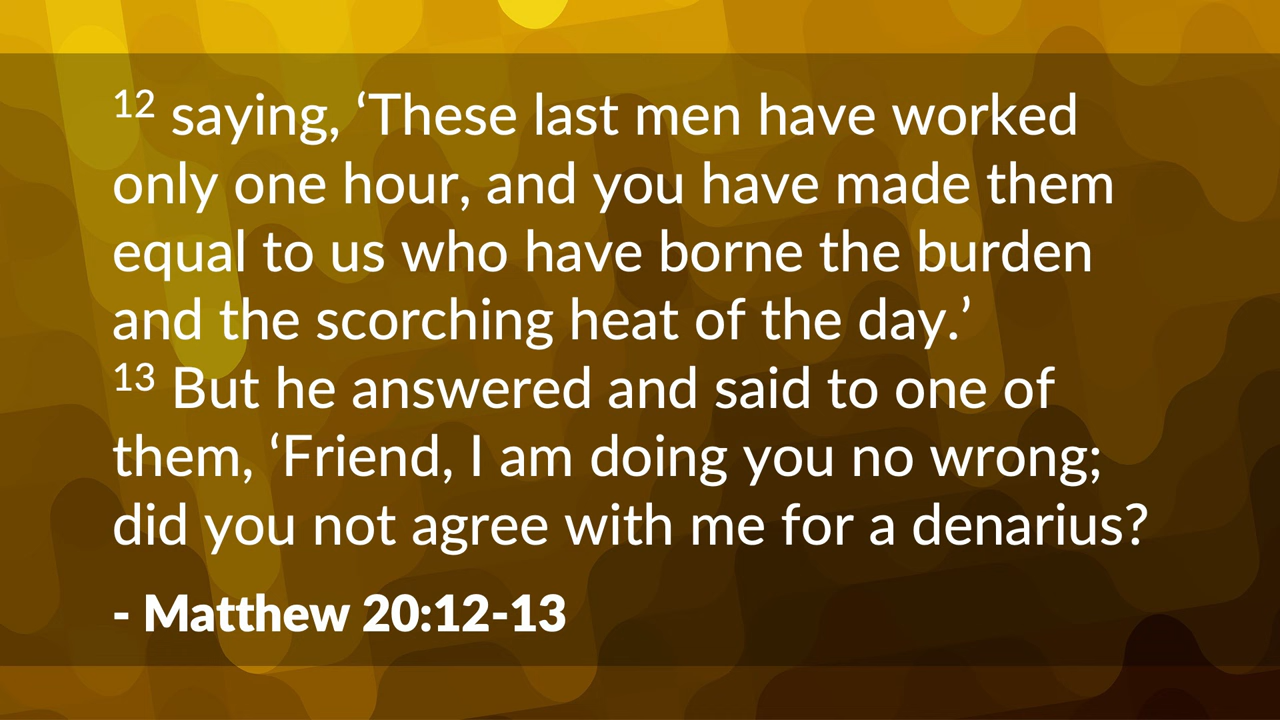 12 saying, ‘These last men have worked
only one hour, and you have made them
equal to us who have borne the burden
and the scorching heat of the day.’
13 But he answered and said to one of
them, ‘Friend, I am doing you no wrong;
did you not agree with me for a denarius?
- Matthew 20:12-13